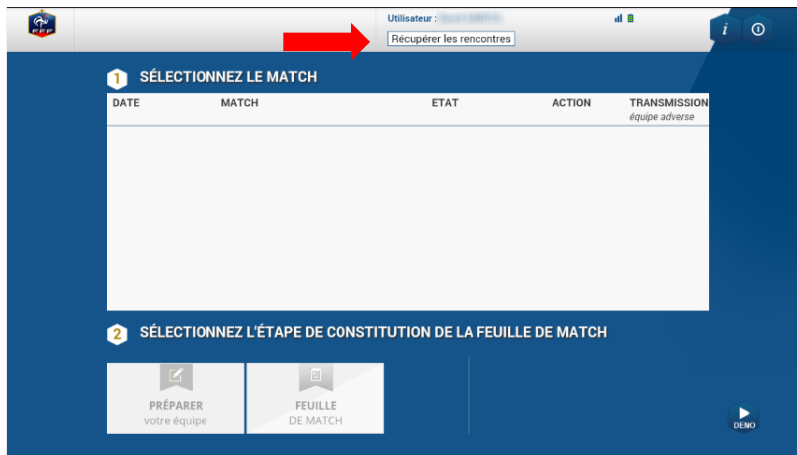 FFF
Utilisateur :
Récupérer les rencontres
i
1 SÉLECTIONNEZ LE MATCH
DATE MATCH ETAT ACTION TRANSMISSION
équipe adverse
2 SÉLECTIONNEZ L'ÉTAPE DE CONSTITUTION DE LA FEUILLE DE MATCH
PRÉPARER
votre équipe
FEUILLE
DE MATCH
DEMO